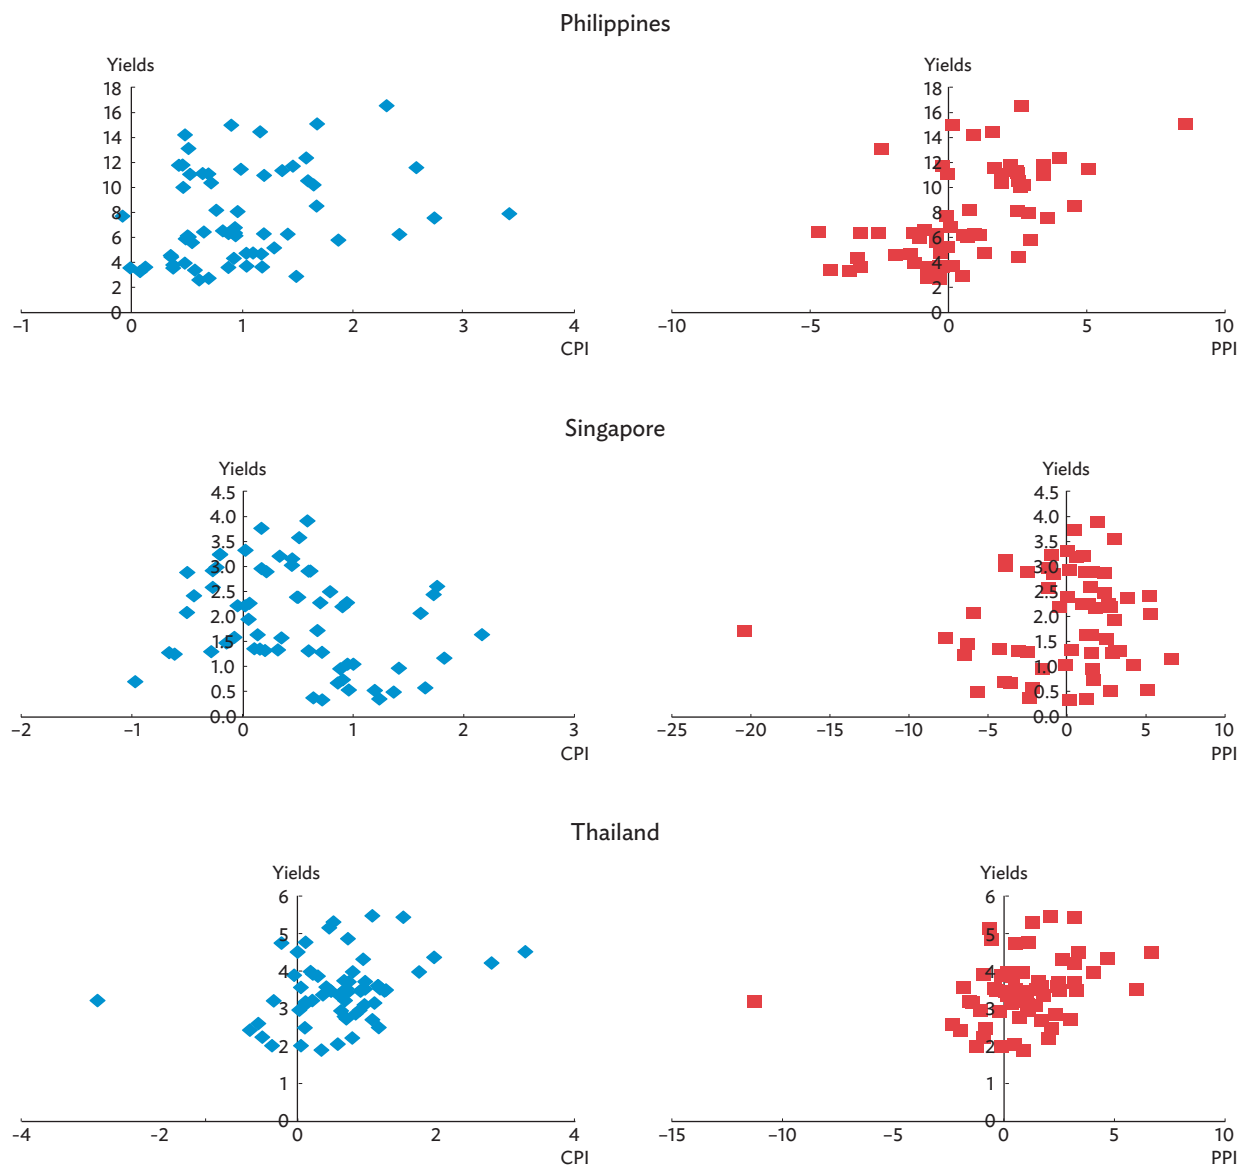 Philippines
Yields Yields
18 18
16 16
14 14
12 12
10 10
8 8
6 6
4 4
2 2
0 0
–1 0 1 2 3 4 –10 –5 0 5 10
CPI PPI
Singapore
Yields Yields
4.5 4.5
4.0 4.0
3.5 3.5
3.0 3.0
2.5 2.5
2.0 2.0
1.5 1.5
1.0 1.0
0.5 0.5
0.0 0.0
–2 –1 0 1 2 3 –25 –20 –15 –10 –5 0 5 10
CPI PPI
Thailand
Yields Yields
6 6
5 5
4 4
3 3
2 2
1 1
0 0
–4 –2 0 2 4 –15 –10 –5 0 5 10
CPI PPI